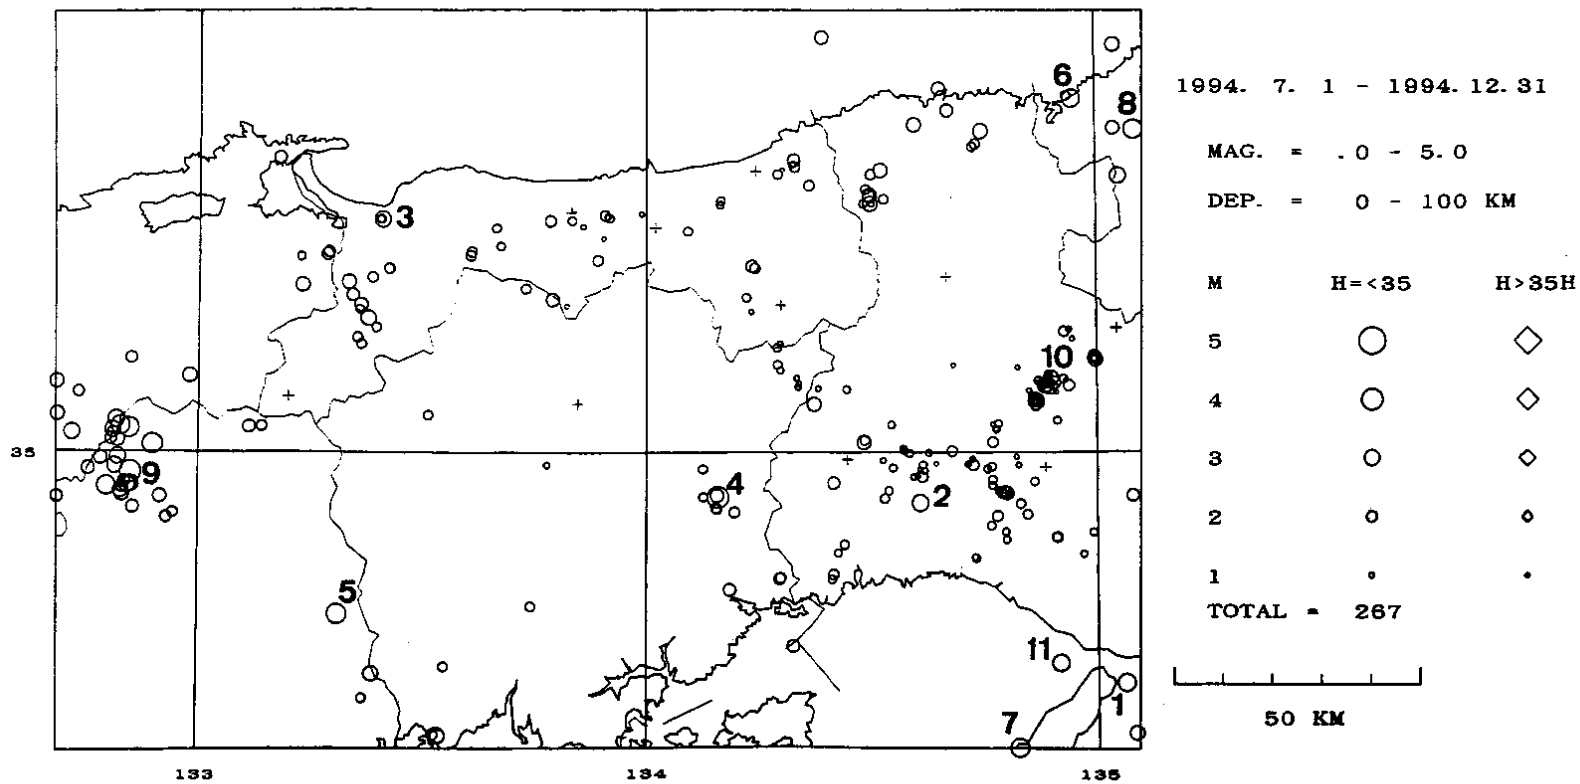 1994. 7. 1 - 1994. 12. 31
MAG. = .0 - 5.0
DEP. = 0 - 100 KM
M H=<35 H>35H
5
4
3
2
1
TOTAL = 267
50 KM
6
8
3
10
35
9
4
2
5
11
1
7
133 134 135